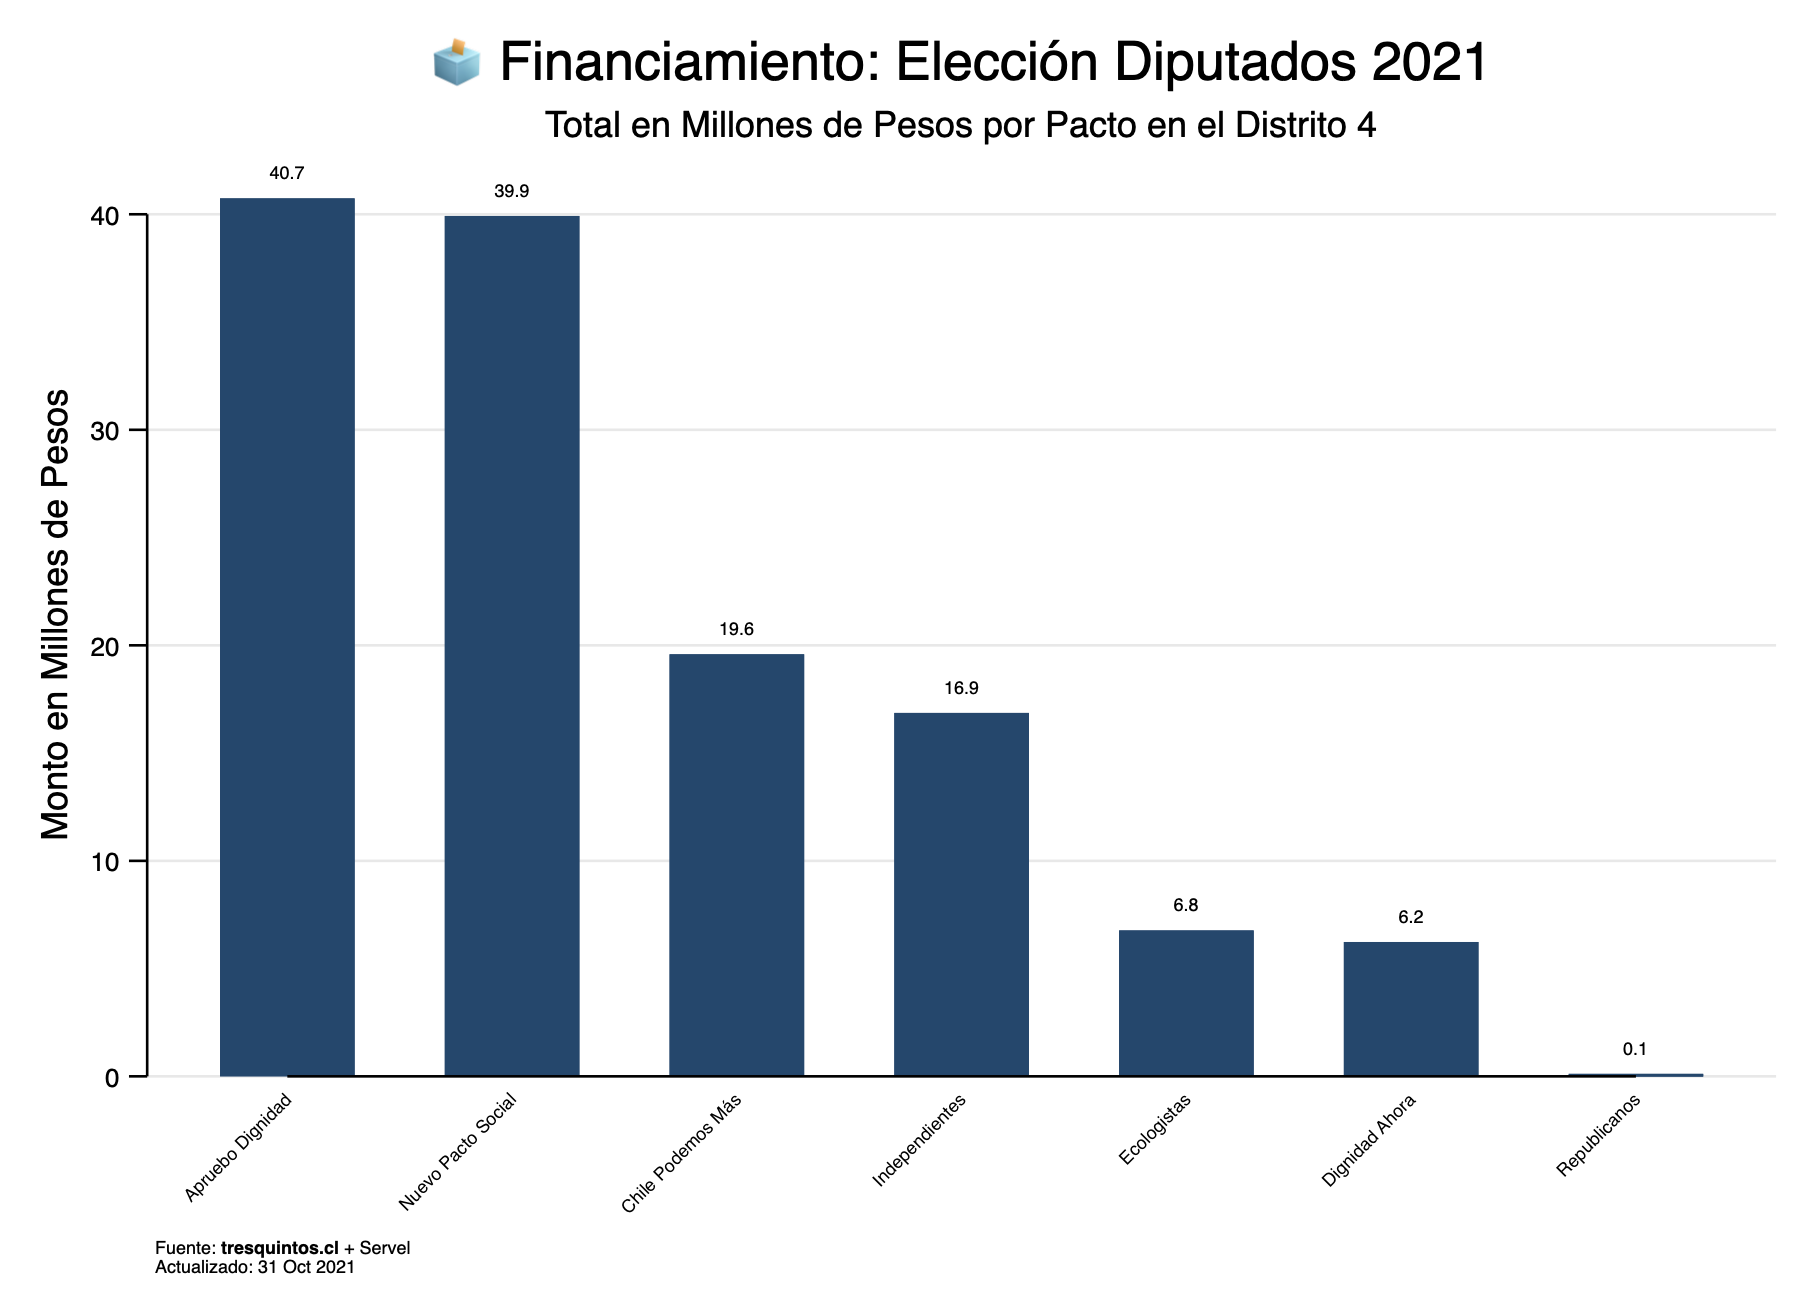 Financiamiento: Elección Diputados 2021
Total en Millones de Pesos por Pacto en el Distrito 4
Monto en Millones de Pesos
40
30
20
10
0
40.7
39.9
19.6
16.9
6.8
6.2
0.1
Apruebo Dignidad
Nuevo Pacto Social
Chile Podemos Más
Independientes
Ecologistas
Dignidad Ahora
Republicanos
Fuente: tresquintos.cl + Servel
Actualizado: 31 Oct 2021